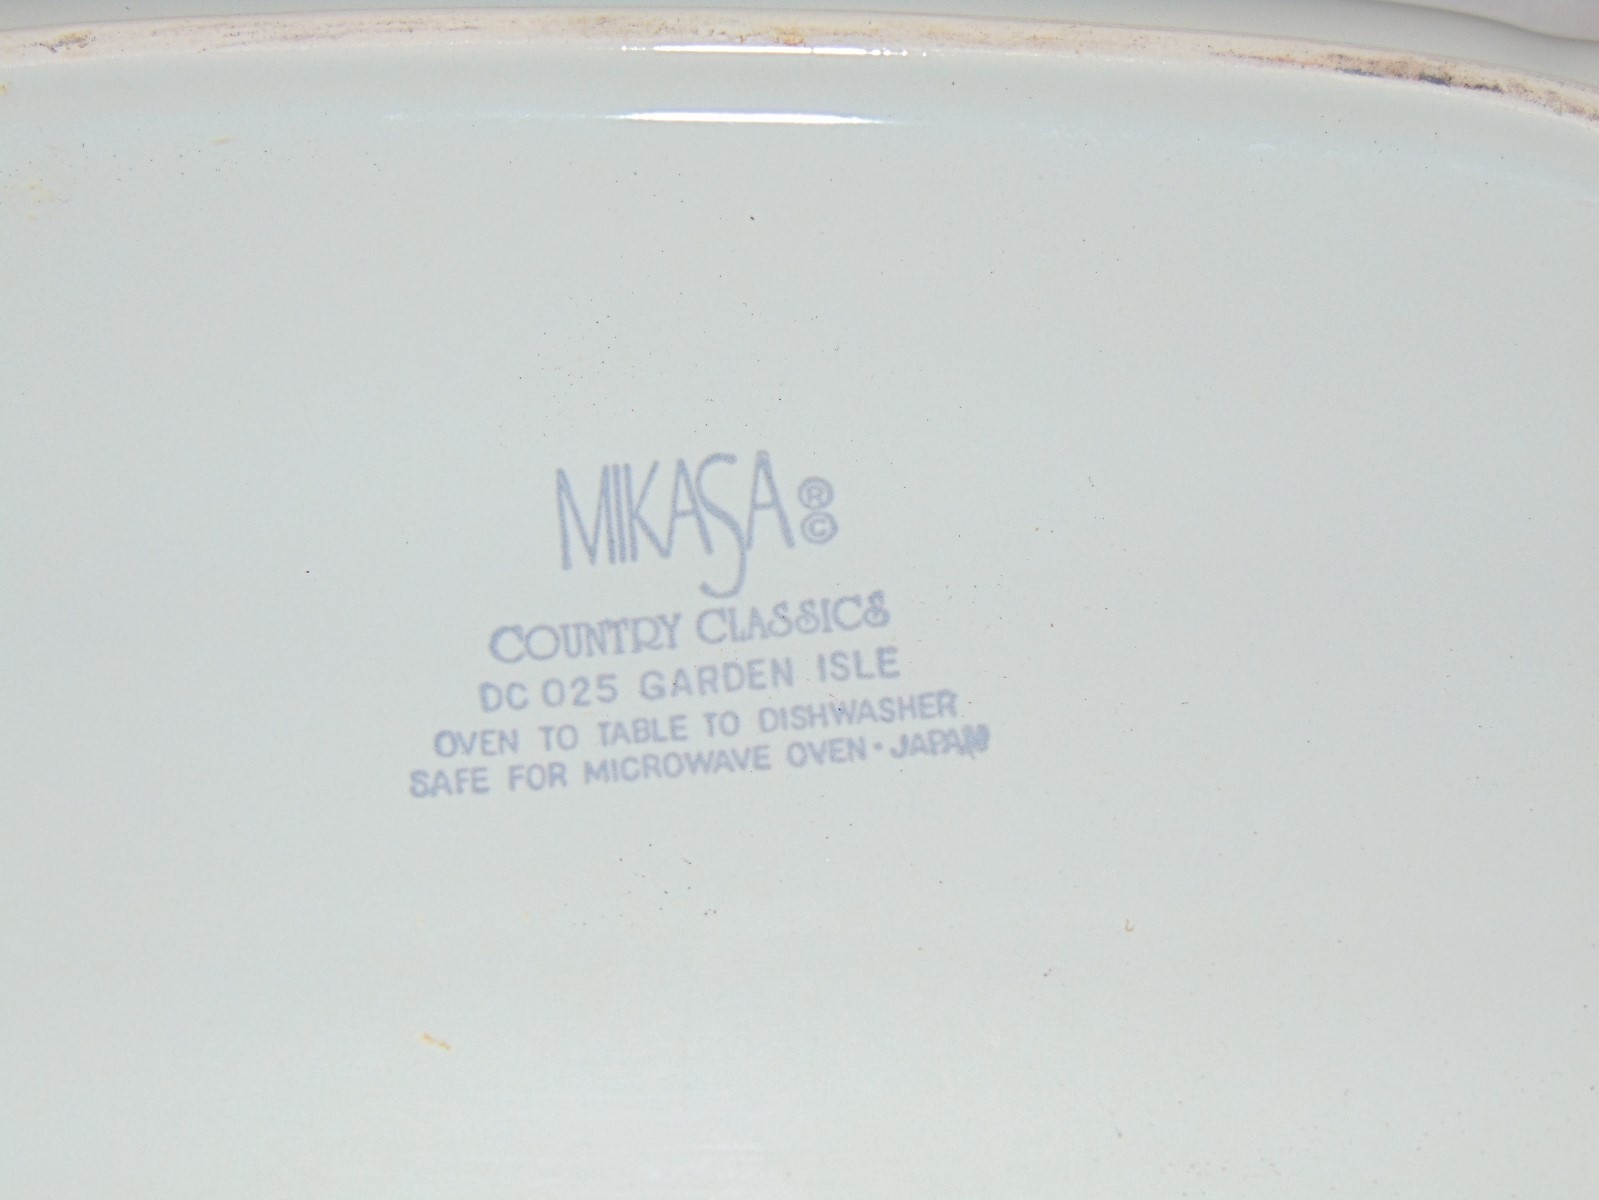 MIKASA ® ©
COUNTRY CLASSICS
DC 025 GARDEN ISLE
OVEN TO TABLE TO DISHWASHER
SAFE FOR MICROWAVE OVEN • JAPAN